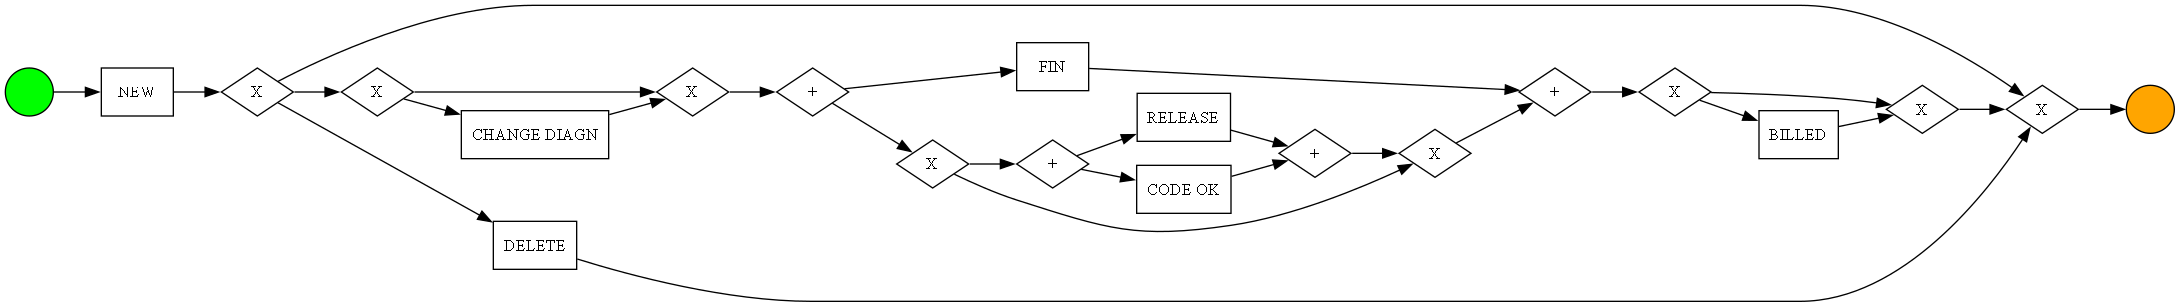 NEW
X
X
CHANGE DIAGN
DELETE
X
+
FIN
X
+
RELEASE
CODE OK
+
X
+
X
BILLED
X
X